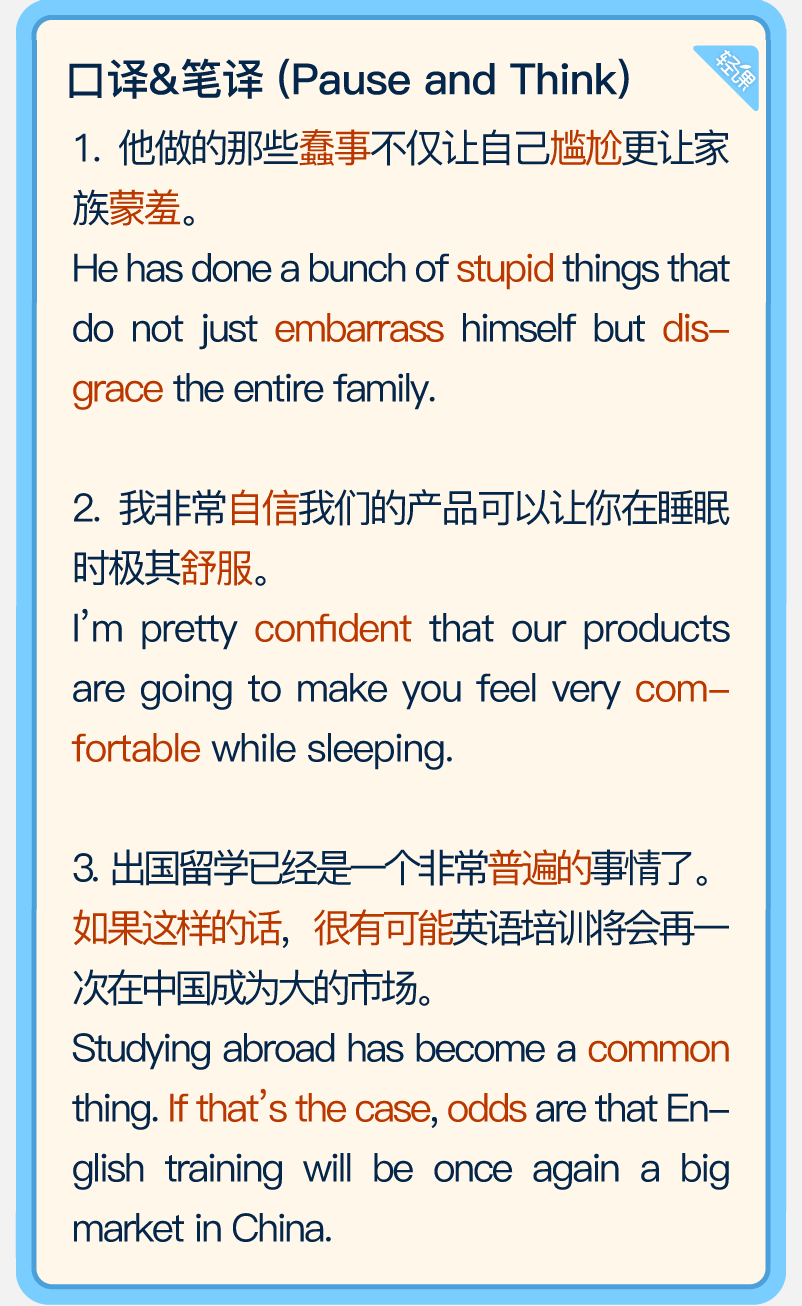 口译&笔译 (Pause and Think)
轻课
1. 他做的那些蠢事不仅让自己尴尬更让家
族蒙羞。
He has done a bunch of stupid things that
do not just embarrass himself but dis-
grace the entire family.
2. 我非常自信我们的产品可以让你在睡眠
时极其舒服。
I'm pretty confident that our products
are going to make you feel very com-
fortable while sleeping.
3. 出国留学已经是一个非常普遍的事情了。
如果这样的话，很有可能英语培训将会再一
次在中国成为大的市场。
Studying abroad has become a common
thing. If that's the case, odds are that En-
glish training will be once again a big
market in China.